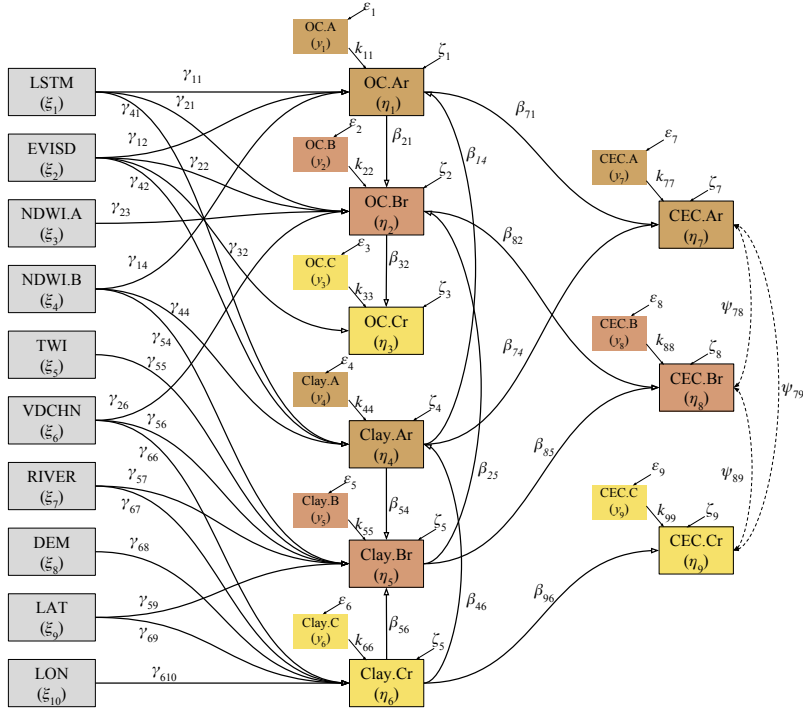 LSTM
(ξ₁)
EVISD
(ξ₂)
NDWI.A
(ξ₃)
NDWI.B
(ξ₄)
TWI
(ξ₅)
VDCHN
(ξ₆)
RIVER
(ξ₇)
DEM
(ξ₈)
LAT
(ξ₉)
LON
(ξ₁₀)
γ₁₁
γ₄₁
γ₂₁
γ₁₂
γ₂₂
γ₄₂
γ₂₃
γ₃₂
γ₁₄
γ₄₄
γ₅₄
γ₅₅
γ₂₆
γ₅₆
γ₆₆
γ₅₇
γ₆₇
γ₆₈
γ₅₉
γ₆₉
γ₆₁₀
OC.A
(y₁)
ε₁
k₁₁
ζ₁
OC.Ar
(η₁)
β₂₁
OC.B
(y₂)
ε₂
k₂₂
ζ₂
OC.Br
(η₂)
β₃₂
OC.C
(y₃)
ε₃
k₃₃
ζ₃
OC.Cr
(η₃)
Clay.A
(y₄)
ε₄
k₄₄
ζ₄
Clay.Ar
(η₄)
β₅₄
Clay.B
(y₅)
ε₅
k₅₅
ζ₅
Clay.Br
(η₅)
β₅₆
Clay.C
(y₆)
ε₆
k₆₆
ζ₅
Clay.Cr
(η₆)
β₇₁
β₁₄
β₈₂
β₇₄
β₂₅
β₈₅
β₄₆
β₉₆
CEC.A
(y₇)
ε₇
k₇₇
ζ₇
CEC.Ar
(η₇)
CEC.B
(y₈)
ε₈
k₈₈
ζ₈
CEC.Br
(η₈)
CEC.C
(y₉)
ε₉
k₉₉
ζ₉
CEC.Cr
(η₉)
ψ₇₈
ψ₇₉
ψ₈₉